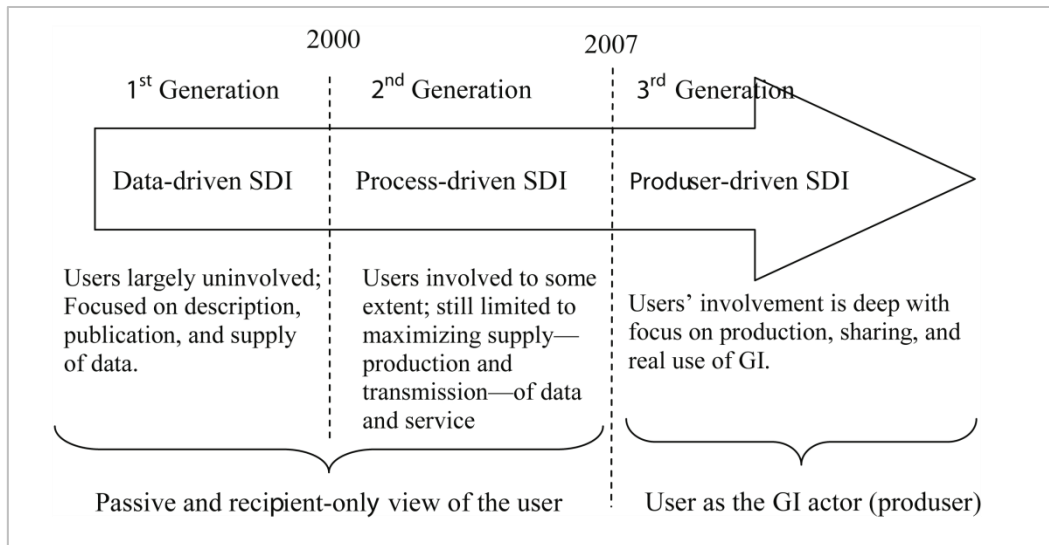 2000
2007
1st Generation
2nd Generation
3rd Generation
Data-driven SDI
Process-driven SDI
Produser-driven SDI
Users largely uninvolved;
Focused on description,
publication, and supply
of data.
Users involved to some
extent; still limited to
maximizing supply—
production and
transmission—of data
and service
Users’ involvement is deep with
focus on production, sharing, and
real use of GI.
Passive and recipient-only view of the user
User as the GI actor (produser)